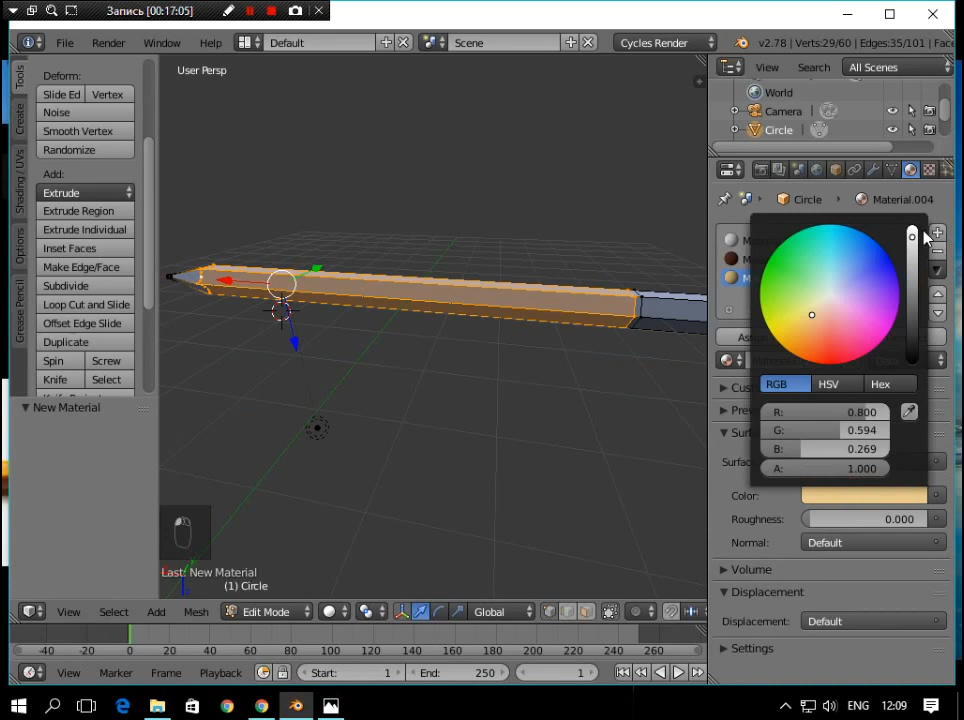 Запись [00:17:05]
File Render Window Help Default Scene Cycles Render v2.78 | Verts:29/60 | Edges:35/101 |
View Search All Scenes
World
Camera
Circle
Circle Material.004
Tools
Create
Shading / UVs
Options
Grease Pencil
Deform:
Slide Ed Vertex
Noise
Smooth Vertex
Randomize
Add:
Extrude
Extrude Region
Extrude Individual
Inset Faces
Make Edge/Face
Subdivide
Loop Cut and Slide
Offset Edge Slide
Duplicate
Spin Screw
Knife Select
New Material
User Persp
Last: New Material
(1) Circle
RGB HSV Hex
R: 0.800
G: 0.594
B: 0.269
A: 1.000
Color:
Roughness: 0.000
Normal: Default
Volume
Displacement
Displacement: Default
Settings
View Select Add Mesh Edit Mode Global
-40 -20 0 20 40 60 80 100 120 140 160 180 200 220 240 260
View Marker Frame Playback Start: 1 End: 250 1
ENG 12:09